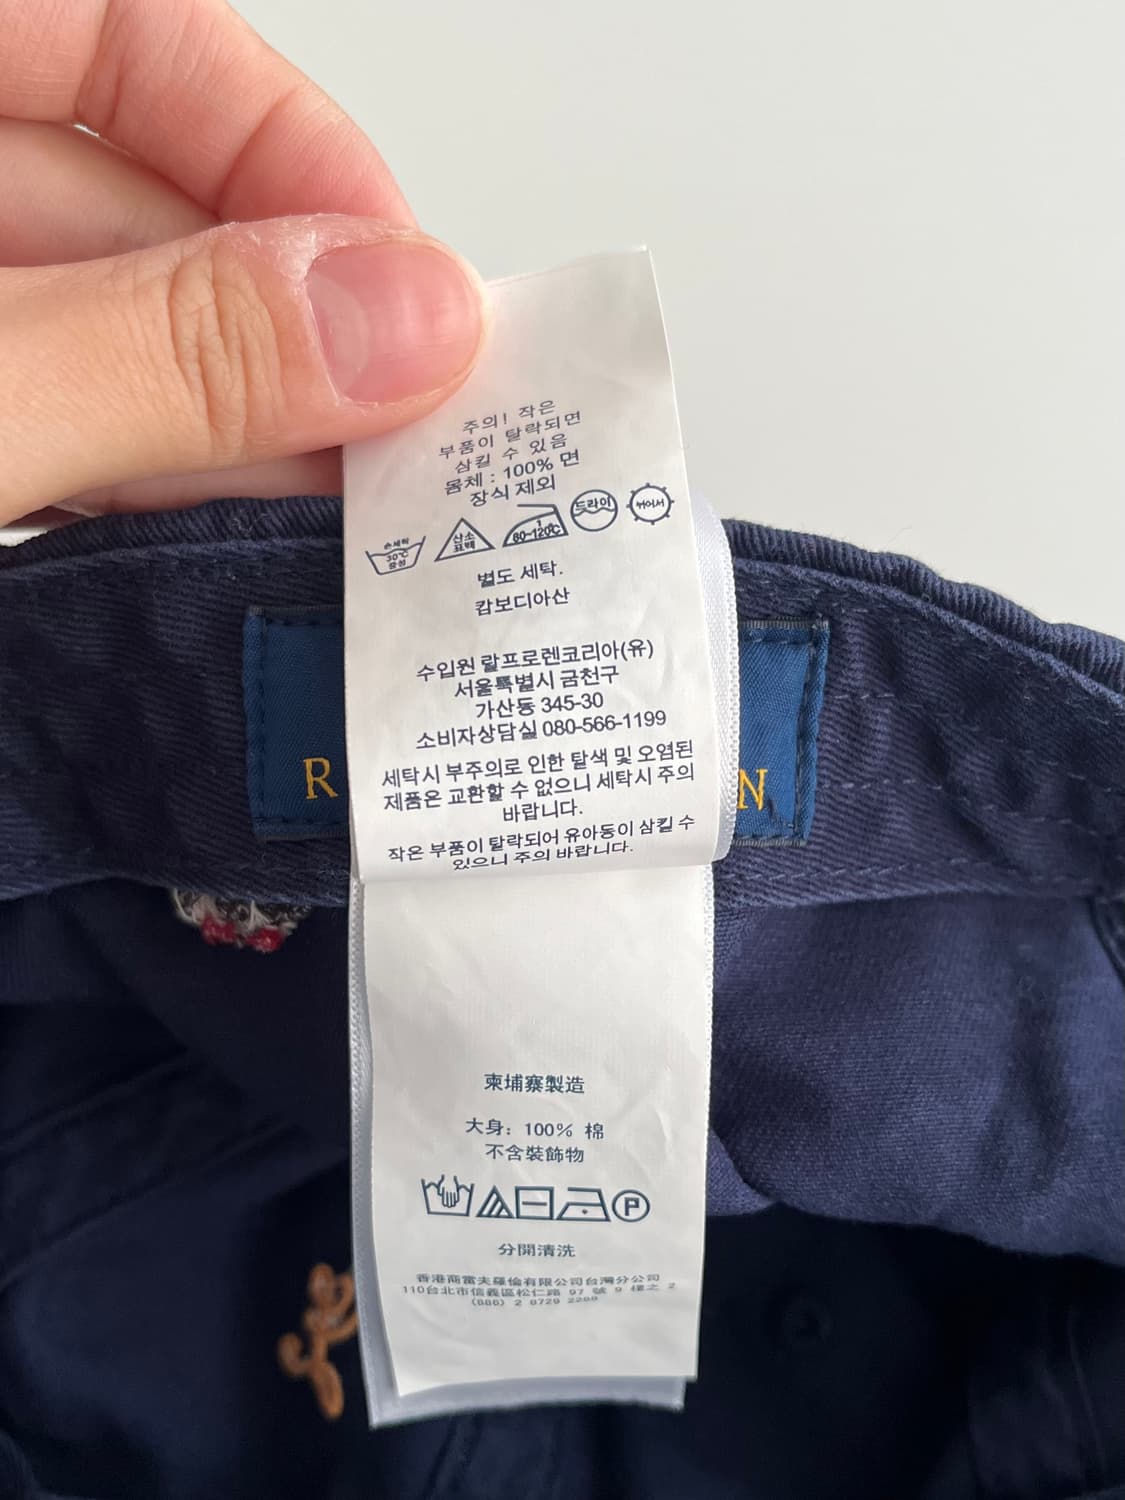 주의! 작은
부품이 탈락되면
삼킬 수 있음
몸체 : 100% 면
장식 제외
손세탁
30℃
중성
산소
표백
1
80~120℃
드라이
뉘어서
별도 세탁.
캄보디아산
수입원 랄프로렌코리아(유)
서울특별시 금천구
가산동 345-30
소비자상담실 080-566-1199
세탁시 부주의로 인한 탈색 및 오염된
제품은 교환할 수 없으니 세탁시 주의
바랍니다.
작은 부품이 탈락되어 유아동이 삼킬 수
있으니 주의 바랍니다.
R
N
柬埔寨製造
大身: 100% 棉
不含裝飾物
P
分開清洗
香港商雷夫羅倫有限公司台灣分公司
110台北市信義區松仁路 97 號 9 樓之 2
(886) 2 8729